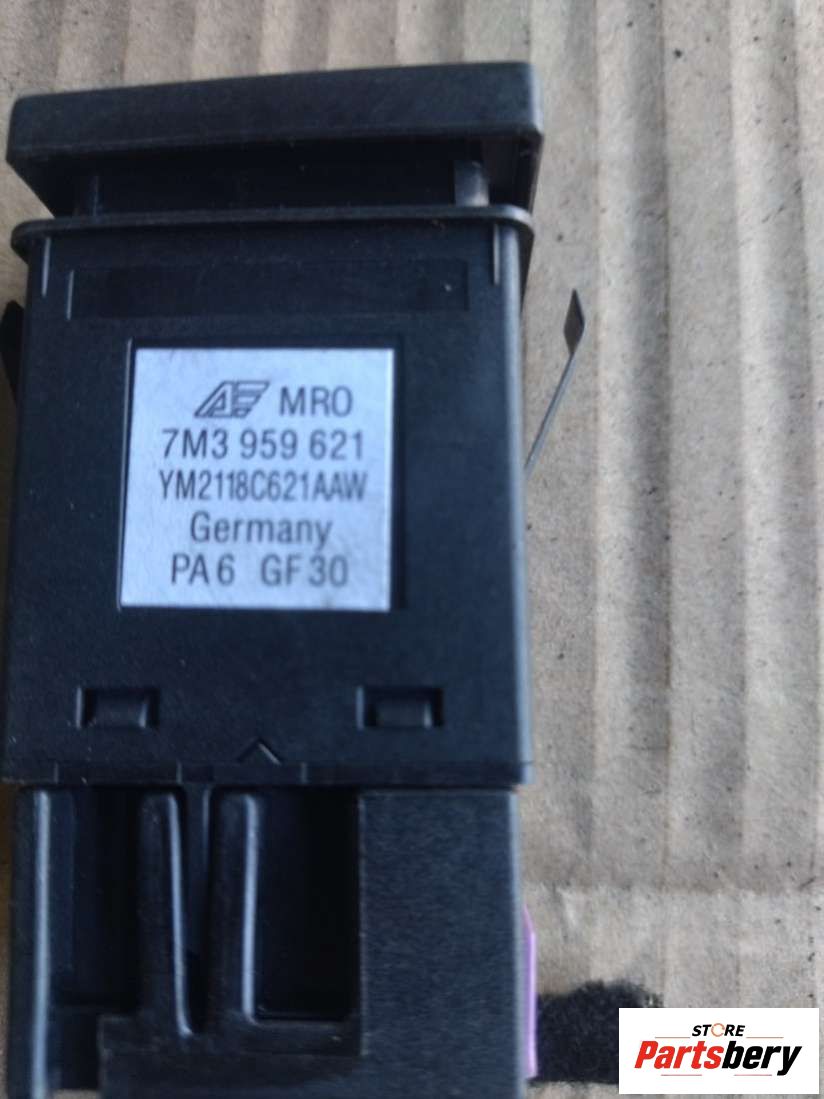 MRO
7M3 959 621
YM2118C621AAW
Germany
PA6 GF30
STORE
Partsbery